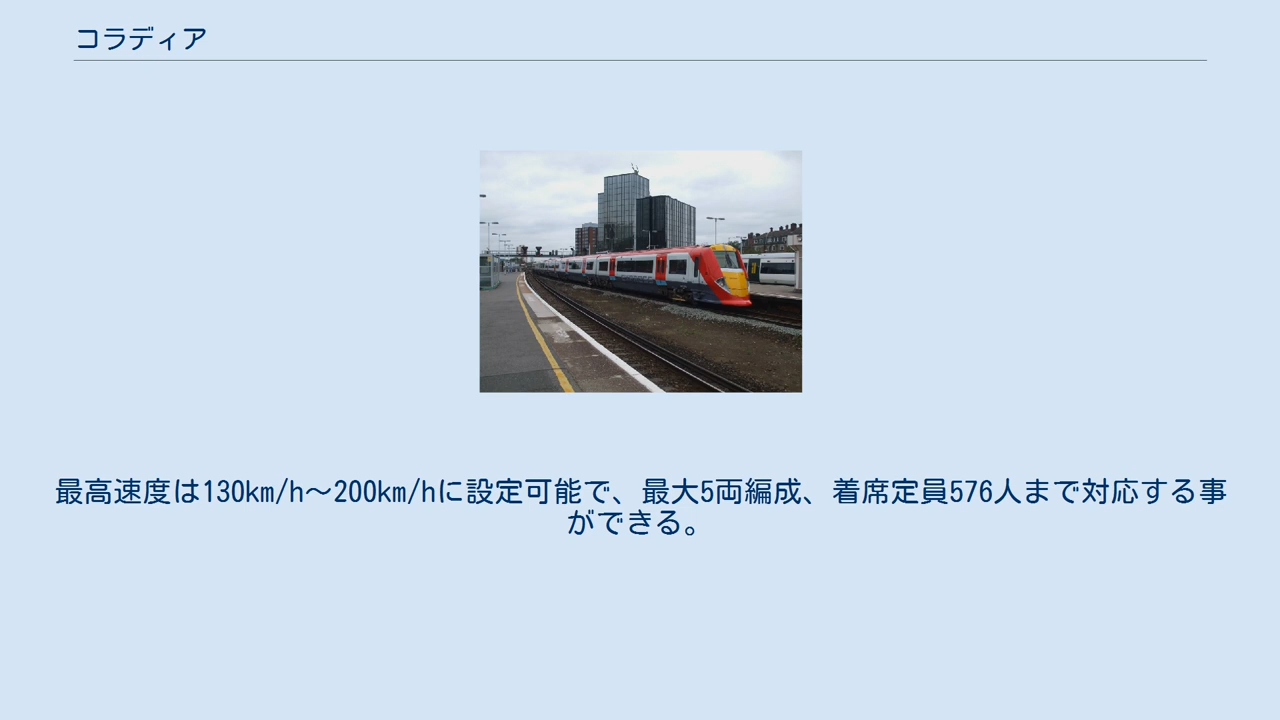 コラディア
最高速度は130km/h～200km/hに設定可能で、最大5両編成、着席定員576人まで対応する事
ができる。